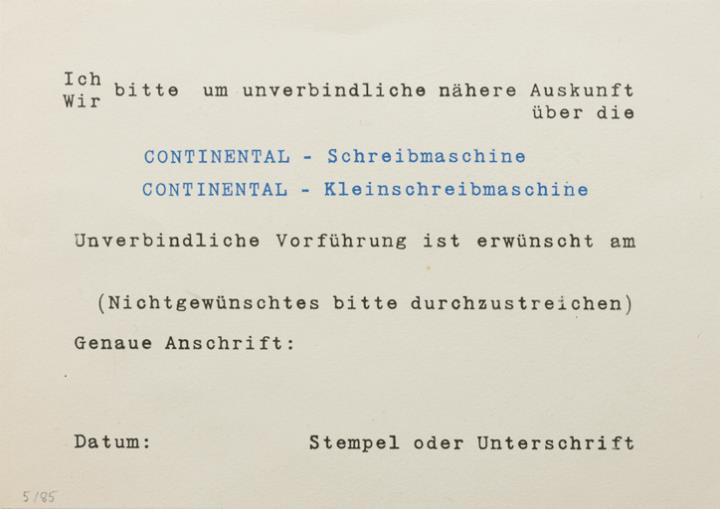 Ich
Wir bitte um unverbindliche nähere Auskunft
über die
CONTINENTAL - Schreibmaschine
CONTINENTAL - Kleinschreibmaschine
Unverbindliche Vorführung ist erwünscht am
(Nichtgewünschtes bitte durchzustreichen)
Genaue Anschrift:
Datum: Stempel oder Unterschrift
5/85